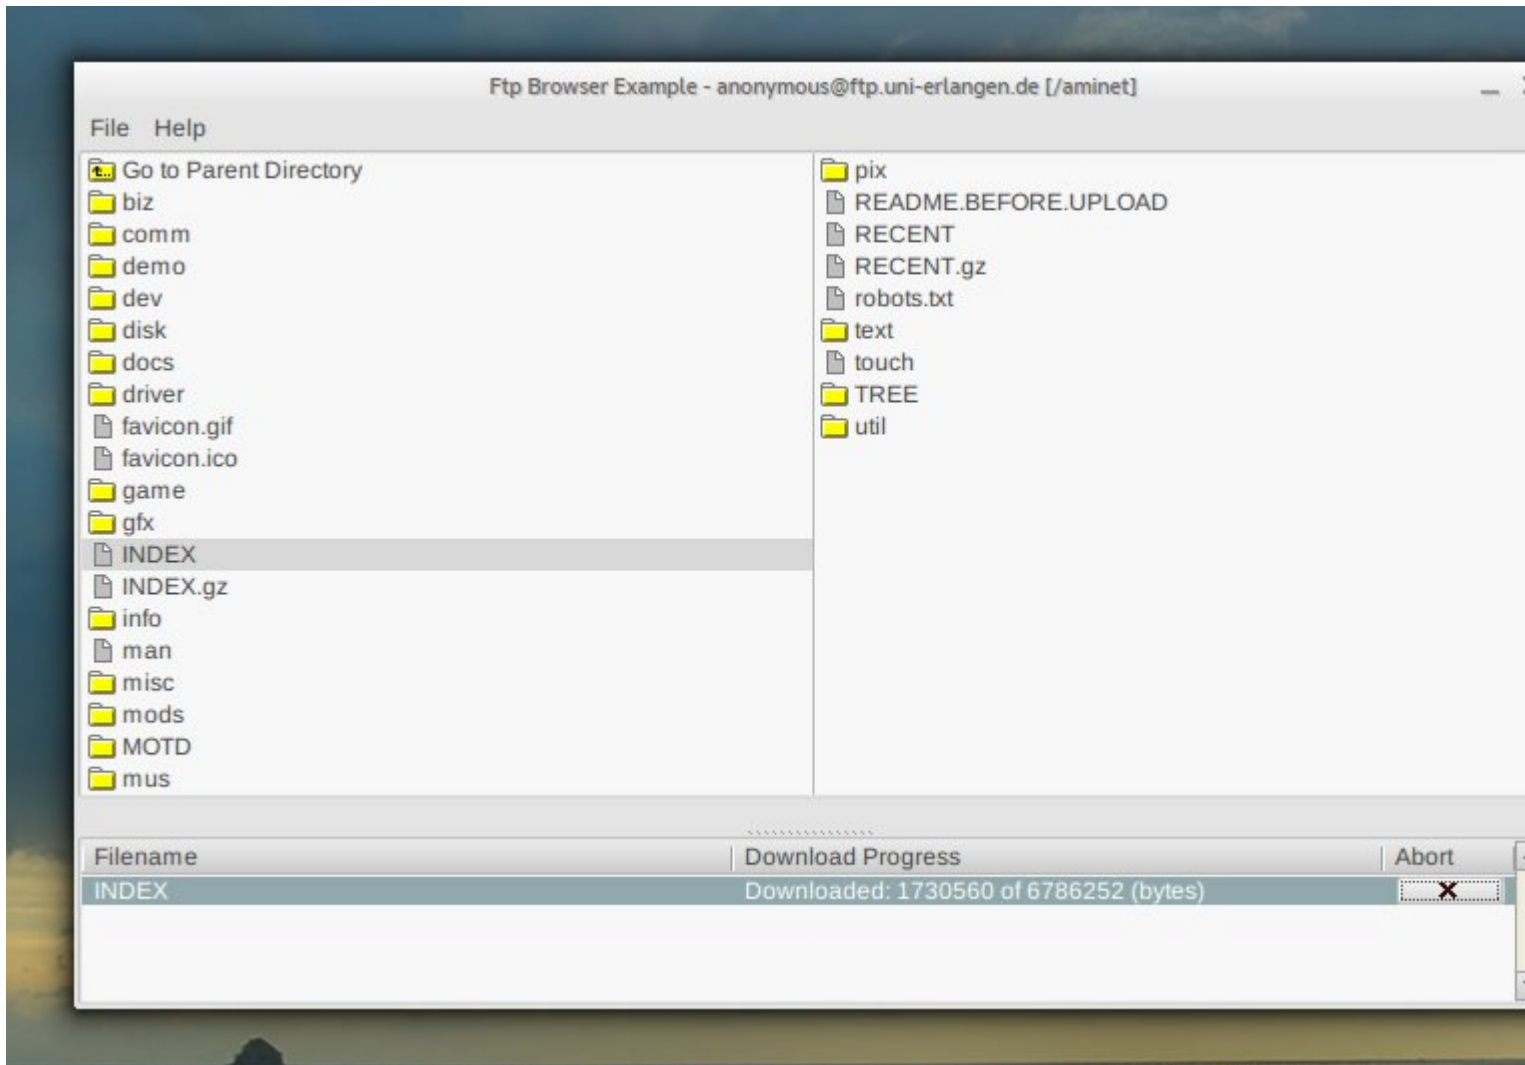 Ftp Browser Example - anonymous@ftp.uni-erlangen.de [/aminet]
File Help
Go to Parent Directory
biz
comm
demo
dev
disk
docs
driver
favicon.gif
favicon.ico
game
gfx
INDEX
INDEX.gz
info
man
misc
mods
MOTD
mus
pix
README.BEFORE.UPLOAD
RECENT
RECENT.gz
robots.txt
text
touch
TREE
util
Filename Download Progress Abort
INDEX Downloaded: 1730560 of 6786252 (bytes)